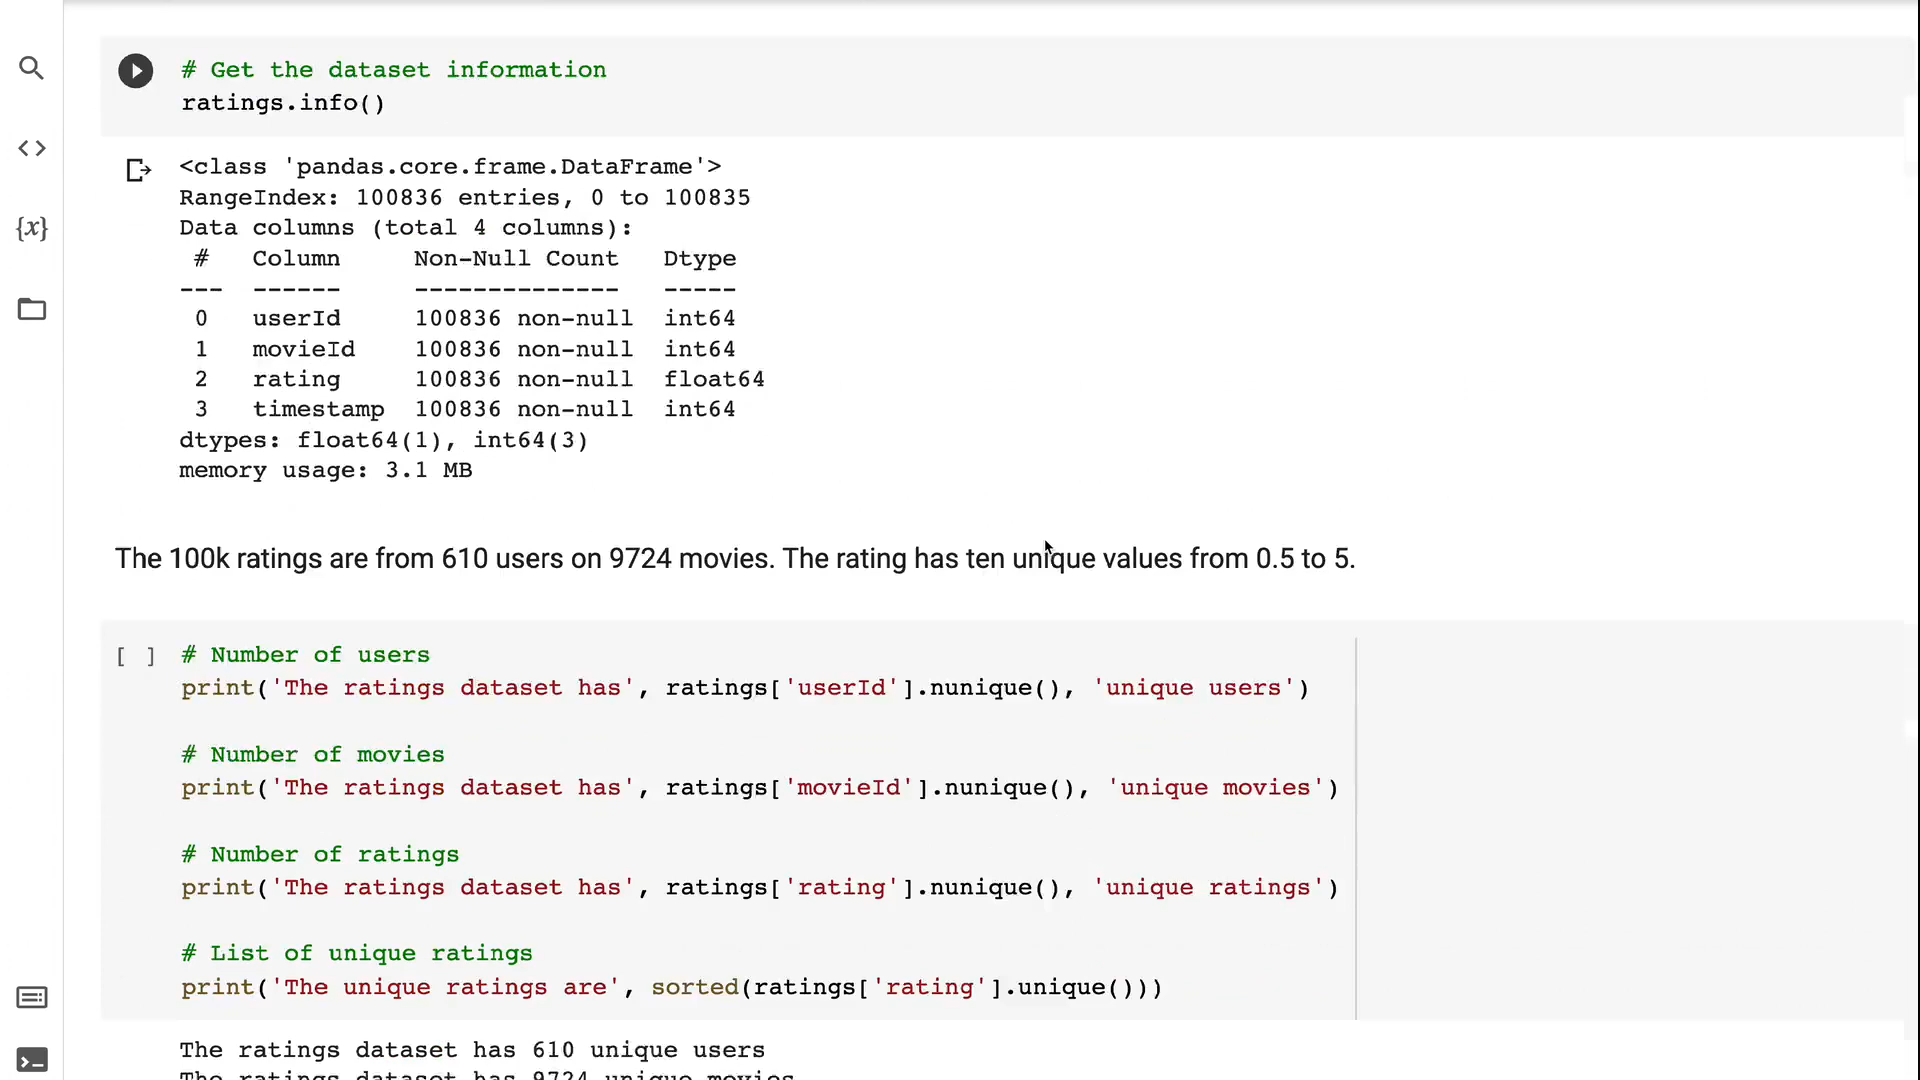 # Get the dataset information
ratings.info()
<class 'pandas.core.frame.DataFrame'>
RangeIndex: 100836 entries, 0 to 100835
Data columns (total 4 columns):
 #   Column     Non-Null Count   Dtype
---  ------     --------------   -----
 0   userId     100836 non-null  int64
 1   movieId    100836 non-null  int64
 2   rating     100836 non-null  float64
 3   timestamp  100836 non-null  int64
dtypes: float64(1), int64(3)
memory usage: 3.1 MB
The 100k ratings are from 610 users on 9724 movies. The rating has ten unique values from 0.5 to 5.
[ ] # Number of users
print('The ratings dataset has', ratings['userId'].nunique(), 'unique users')
# Number of movies
print('The ratings dataset has', ratings['movieId'].nunique(), 'unique movies')
# Number of ratings
print('The ratings dataset has', ratings['rating'].nunique(), 'unique ratings')
# List of unique ratings
print('The unique ratings are', sorted(ratings['rating'].unique()))
The ratings dataset has 610 unique users
The ratings dataset has 9724 unique movies